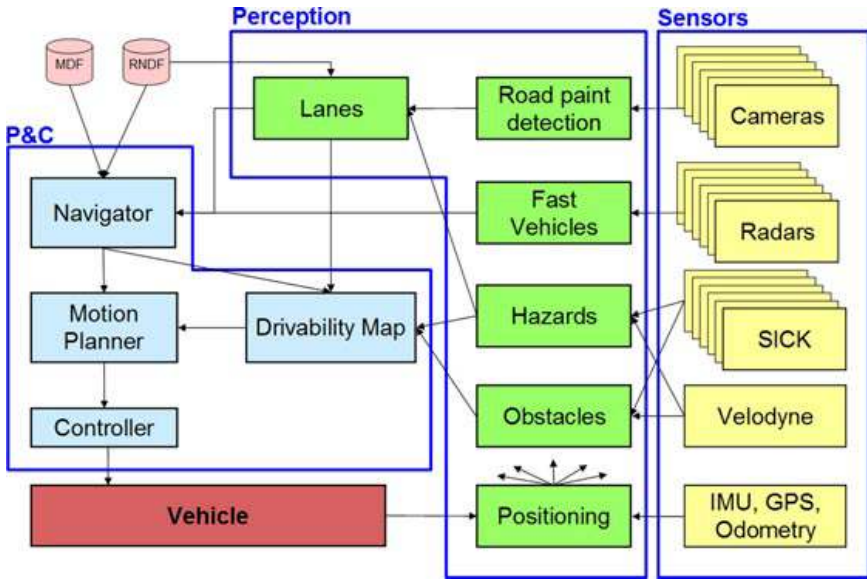 Perception
Sensors
MDF
RNDF
Lanes
Road paint
detection
Cameras
P&C
Navigator
Fast
Vehicles
Radars
Motion
Planner
Drivability Map
Hazards
SICK
Controller
Obstacles
Velodyne
Vehicle
Positioning
IMU, GPS,
Odometry